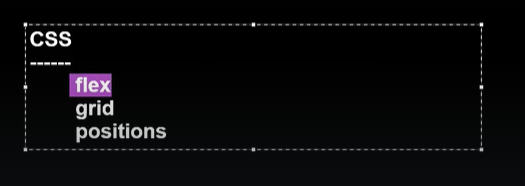 CSS
------
flex
grid
positions